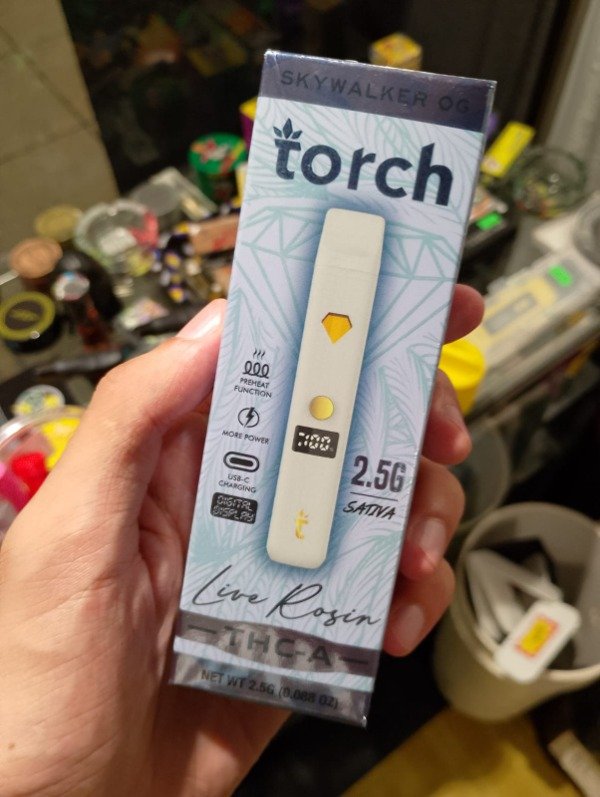 SKYWALKER OG
torch
PREHEAT
FUNCTION
MORE POWER
USB-C
CHARGING
DIGITAL
DISPLAY
100%
2.5G
SATIVA
t
Live Rosin
THC-A
NET WT 2.5G (0.088 OZ)